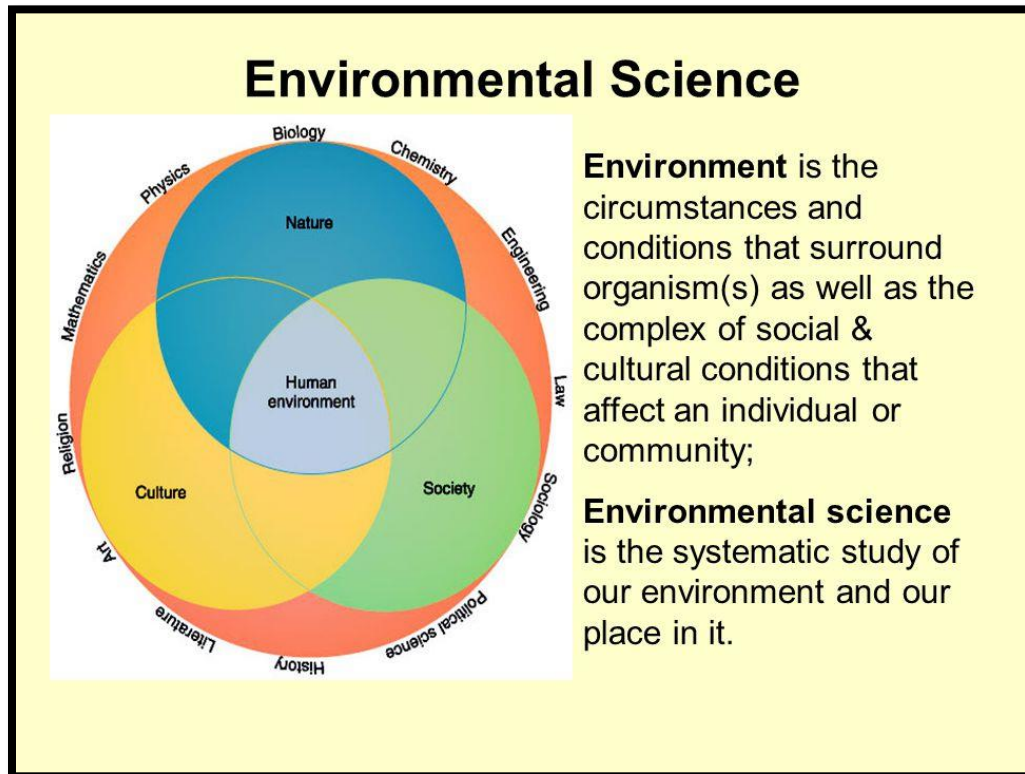 Environmental Science
Biology
Chemistry
Physics
Engineering
Mathematics
Nature
Human
environment
Law
Religion
Culture
Society
Sociology
Art
Political science
Literature
History
Environment is the
circumstances and
conditions that surround
organism(s) as well as the
complex of social &
cultural conditions that
affect an individual or
community;
Environmental science
is the systematic study of
our environment and our
place in it.